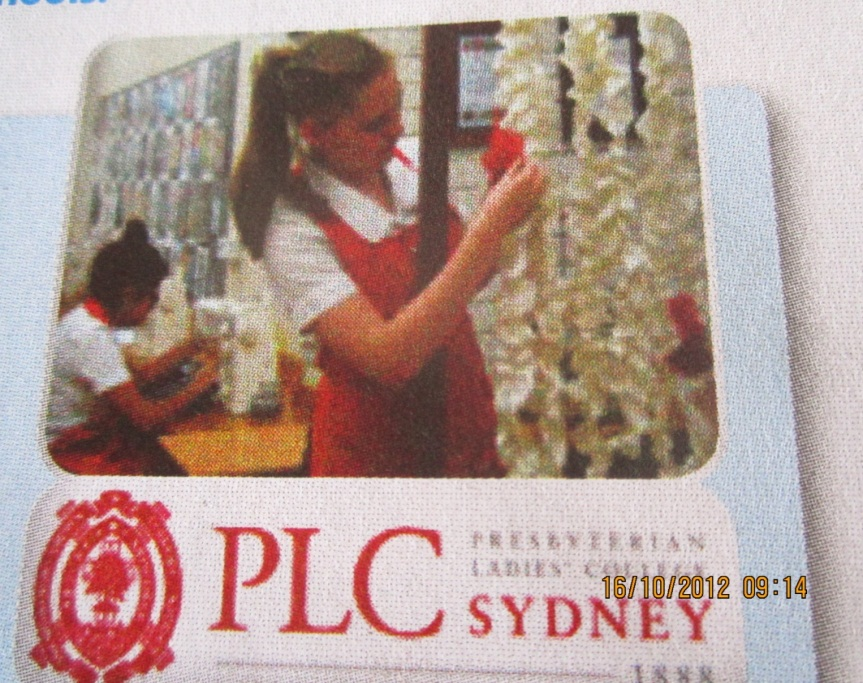 PLC
PRESBYTERIAN
LADIES' COLLEGE
SYDNEY
1888
16/10/2012 09:14